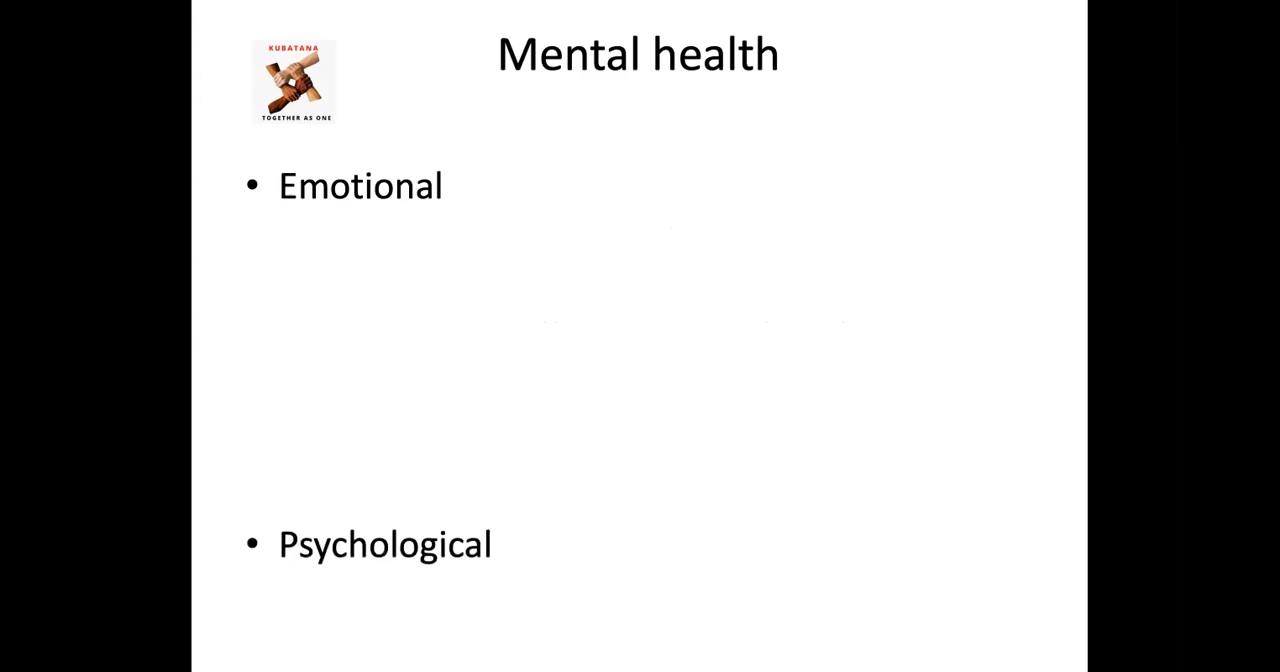 KUBATANA
TOGETHER AS ONE
Mental health
• Emotional
• Psychological